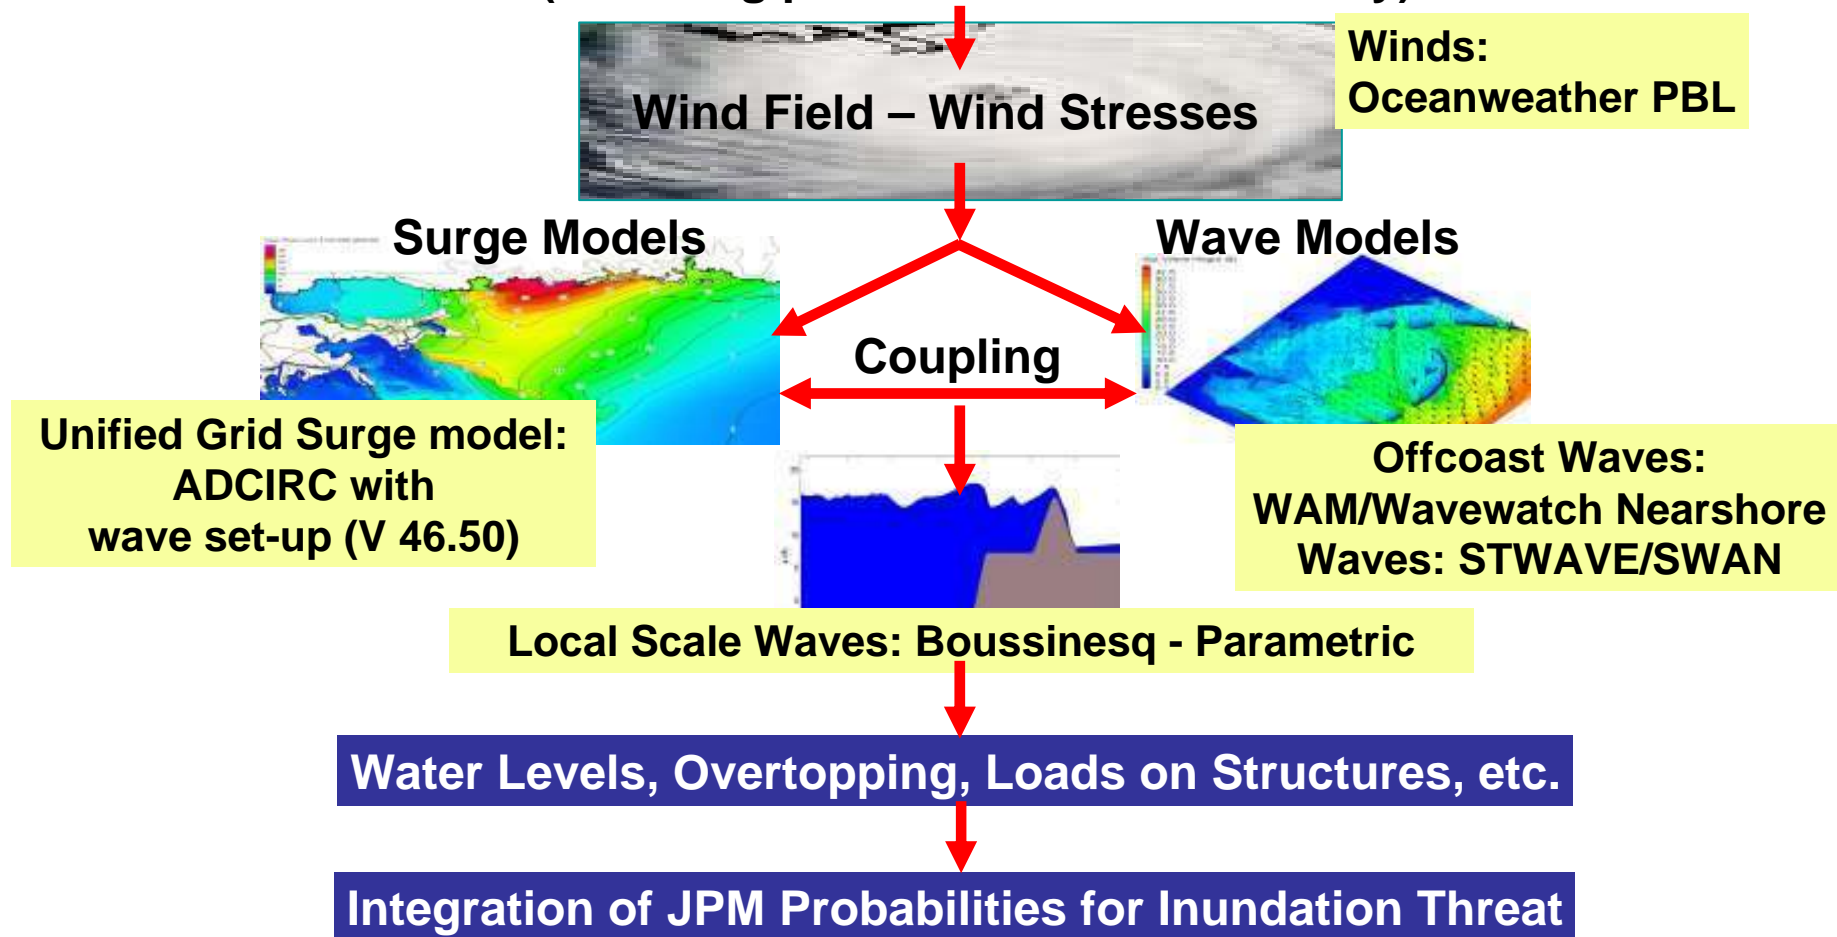 Winds:
Oceanweather PBL
Wind Field – Wind Stresses
Surge Models
Wave Models
Coupling
Unified Grid Surge model:
ADCIRC with
wave set-up (V 46.50)
Offcoast Waves:
WAM/Wavewatch Nearshore
Waves: STWAVE/SWAN
Local Scale Waves: Boussinesq - Parametric
Water Levels, Overtopping, Loads on Structures, etc.
Integration of JPM Probabilities for Inundation Threat